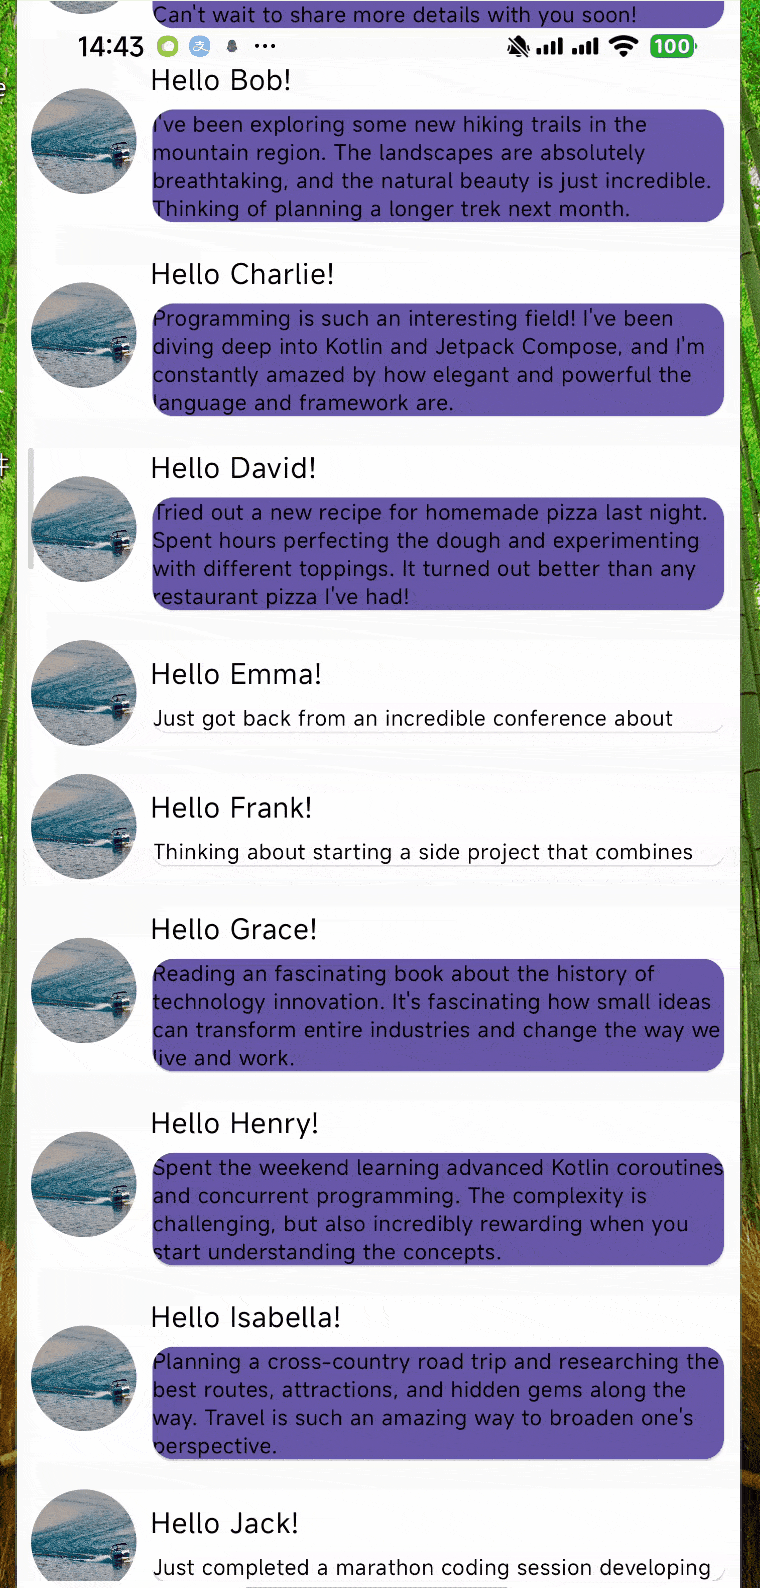 Can't wait to share more details with you soon!
14:43
100
Hello Bob!
I've been exploring some new hiking trails in the
mountain region. The landscapes are absolutely
breathtaking, and the natural beauty is just incredible.
Thinking of planning a longer trek next month.
Hello Charlie!
Programming is such an interesting field! I've been
diving deep into Kotlin and Jetpack Compose, and I'm
constantly amazed by how elegant and powerful the
language and framework are.
Hello David!
Tried out a new recipe for homemade pizza last night.
Spent hours perfecting the dough and experimenting
with different toppings. It turned out better than any
restaurant pizza I've had!
Hello Emma!
Just got back from an incredible conference about
Hello Frank!
Thinking about starting a side project that combines
Hello Grace!
Reading an fascinating book about the history of
technology innovation. It's fascinating how small ideas
can transform entire industries and change the way we
live and work.
Hello Henry!
Spent the weekend learning advanced Kotlin coroutines
and concurrent programming. The complexity is
challenging, but also incredibly rewarding when you
start understanding the concepts.
Hello Isabella!
Planning a cross-country road trip and researching the
best routes, attractions, and hidden gems along the
way. Travel is such an amazing way to broaden one's
perspective.
Hello Jack!
Just completed a marathon coding session developing